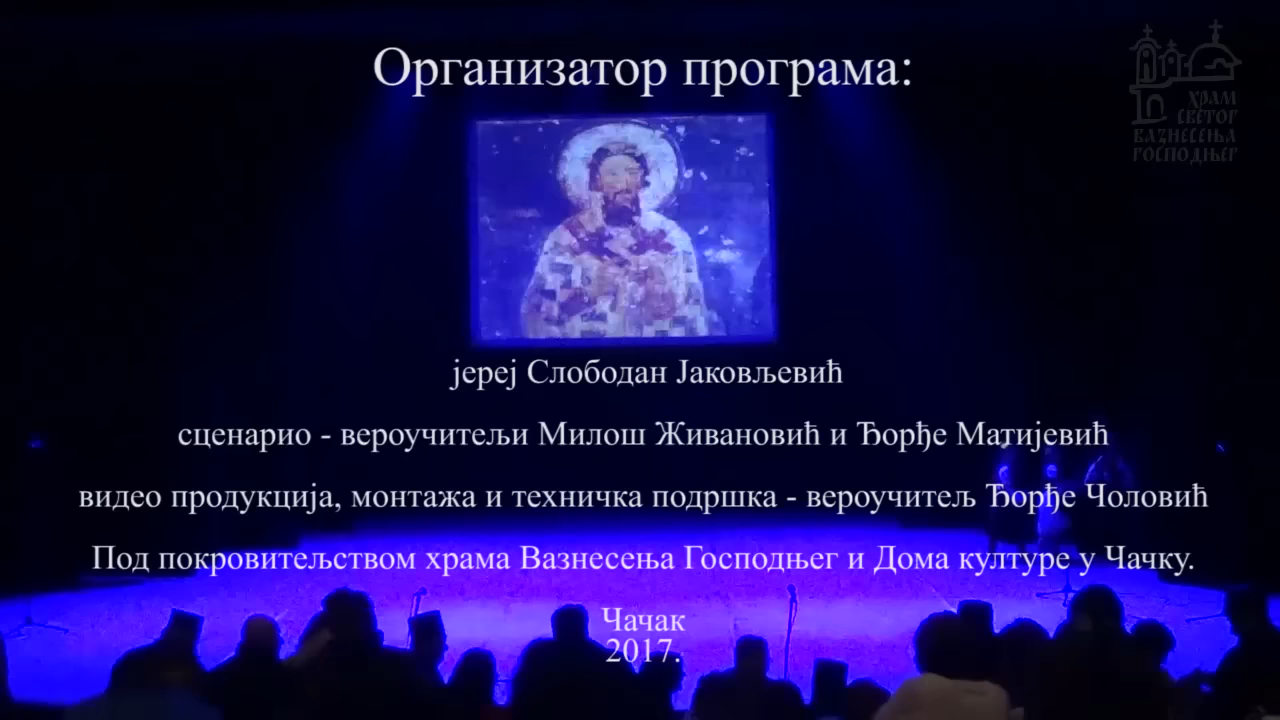 Организатор програма:
ХРАМ
СВЕТОГ
ВАЗНЕСЕЊА
ГОСПОДЊЕГ
јереј Слободан Јаковљевић
сценарио - вероучитељи Милош Живановић и Ђорђе Матијевић
видео продукција, монтажа и техничка подршка - вероучитељ Ђорђе Чоловић
Под покровитељством храма Вазнесења Господњег и Дома културе у Чачку.
Чачак
2017.